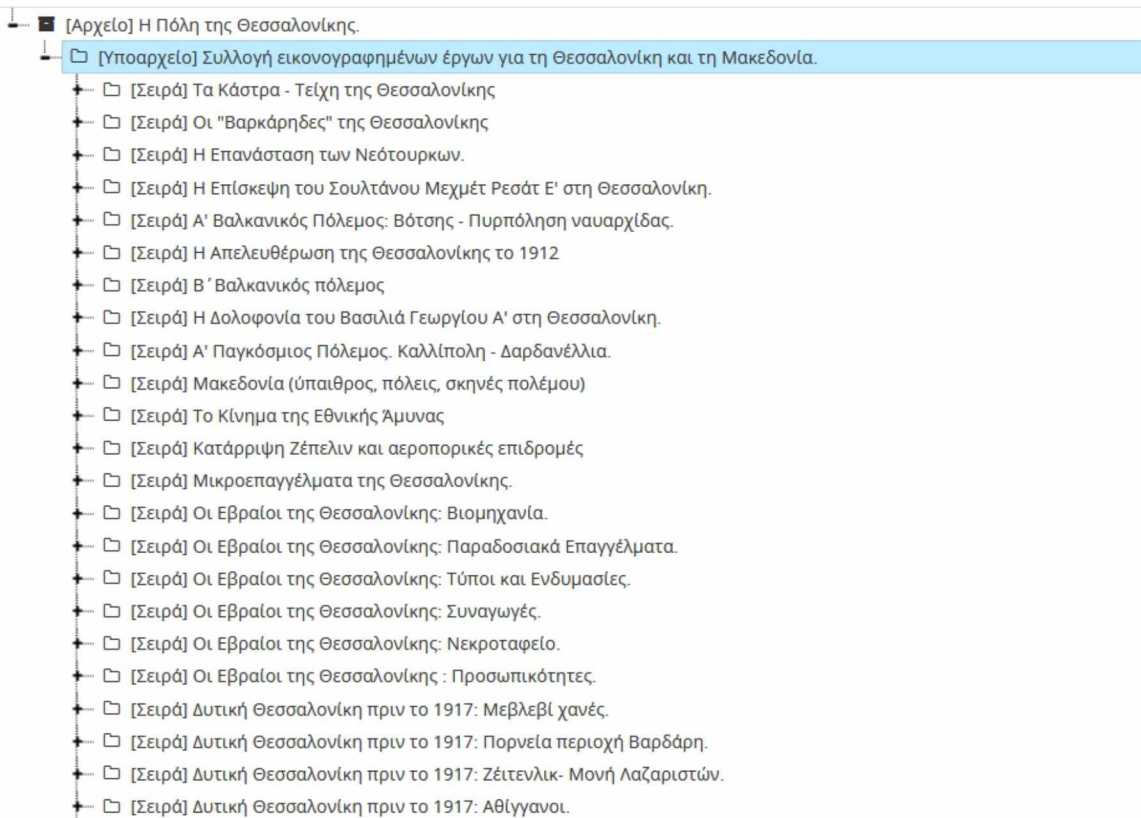 [Αρχείο] Η Πόλη της Θεσσαλονίκης.
[Υποαρχείο] Συλλογή εικονογραφημένων έργων για τη Θεσσαλονίκη και τη Μακεδονία.
[Σειρά] Τα Κάστρα - Τείχη της Θεσσαλονίκης
[Σειρά] Οι "Βαρκάρηδες" της Θεσσαλονίκης
[Σειρά] Η Επανάσταση των Νεότουρκων.
[Σειρά] Η Επίσκεψη του Σουλτάνου Μεχμέτ Ρεσάτ Ε' στη Θεσσαλονίκη.
[Σειρά] Α' Βαλκανικός Πόλεμος: Βότσης - Πυρπόληση ναυαρχίδας.
[Σειρά] Η Απελευθέρωση της Θεσσαλονίκης το 1912
[Σειρά] Β΄Βαλκανικός πόλεμος
[Σειρά] Η Δολοφονία του Βασιλιά Γεωργίου Α' στη Θεσσαλονίκη.
[Σειρά] Α' Παγκόσμιος Πόλεμος. Καλλίπολη - Δαρδανέλλια.
[Σειρά] Μακεδονία (ύπαιθρος, πόλεις, σκηνές πολέμου)
[Σειρά] Το Κίνημα της Εθνικής Άμυνας
[Σειρά] Κατάρριψη Ζέπελιν και αεροπορικές επιδρομές
[Σειρά] Μικροεπαγγέλματα της Θεσσαλονίκης.
[Σειρά] Οι Εβραίοι της Θεσσαλονίκης: Βιομηχανία.
[Σειρά] Οι Εβραίοι της Θεσσαλονίκης: Παραδοσιακά Επαγγέλματα.
[Σειρά] Οι Εβραίοι της Θεσσαλονίκης: Τύποι και Ενδυμασίες.
[Σειρά] Οι Εβραίοι της Θεσσαλονίκης: Συναγωγές.
[Σειρά] Οι Εβραίοι της Θεσσαλονίκης: Νεκροταφείο.
[Σειρά] Οι Εβραίοι της Θεσσαλονίκης : Προσωπικότητες.
[Σειρά] Δυτική Θεσσαλονίκη πριν το 1917: Μεβλεβί χανές.
[Σειρά] Δυτική Θεσσαλονίκη πριν το 1917: Πορνεία περιοχή Βαρδάρη.
[Σειρά] Δυτική Θεσσαλονίκη πριν το 1917: Ζέιτενλικ- Μονή Λαζαριστών.
[Σειρά] Δυτική Θεσσαλονίκη πριν το 1917: Αθίγγανοι.